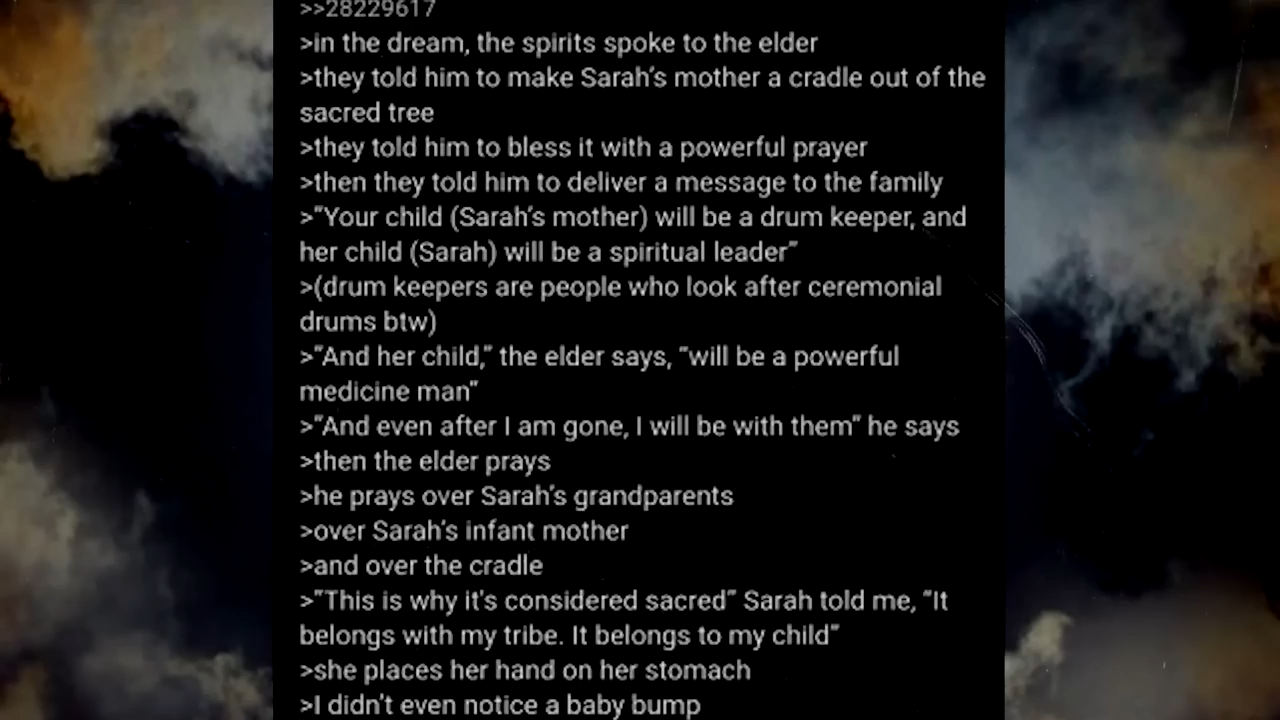 >>28229617
>in the dream, the spirits spoke to the elder
>they told him to make Sarah's mother a cradle out of the
sacred tree
>they told him to bless it with a powerful prayer
>then they told him to deliver a message to the family
>"Your child (Sarah's mother) will be a drum keeper, and
her child (Sarah) will be a spiritual leader"
>(drum keepers are people who look after ceremonial
drums btw)
>"And her child," the elder says, "will be a powerful
medicine man"
>"And even after I am gone, I will be with them" he says
>then the elder prays
>he prays over Sarah's grandparents
>over Sarah's infant mother
>and over the cradle
>"This is why it's considered sacred" Sarah told me, "It
belongs with my tribe. It belongs to my child"
>she places her hand on her stomach
>I didn't even notice a baby bump